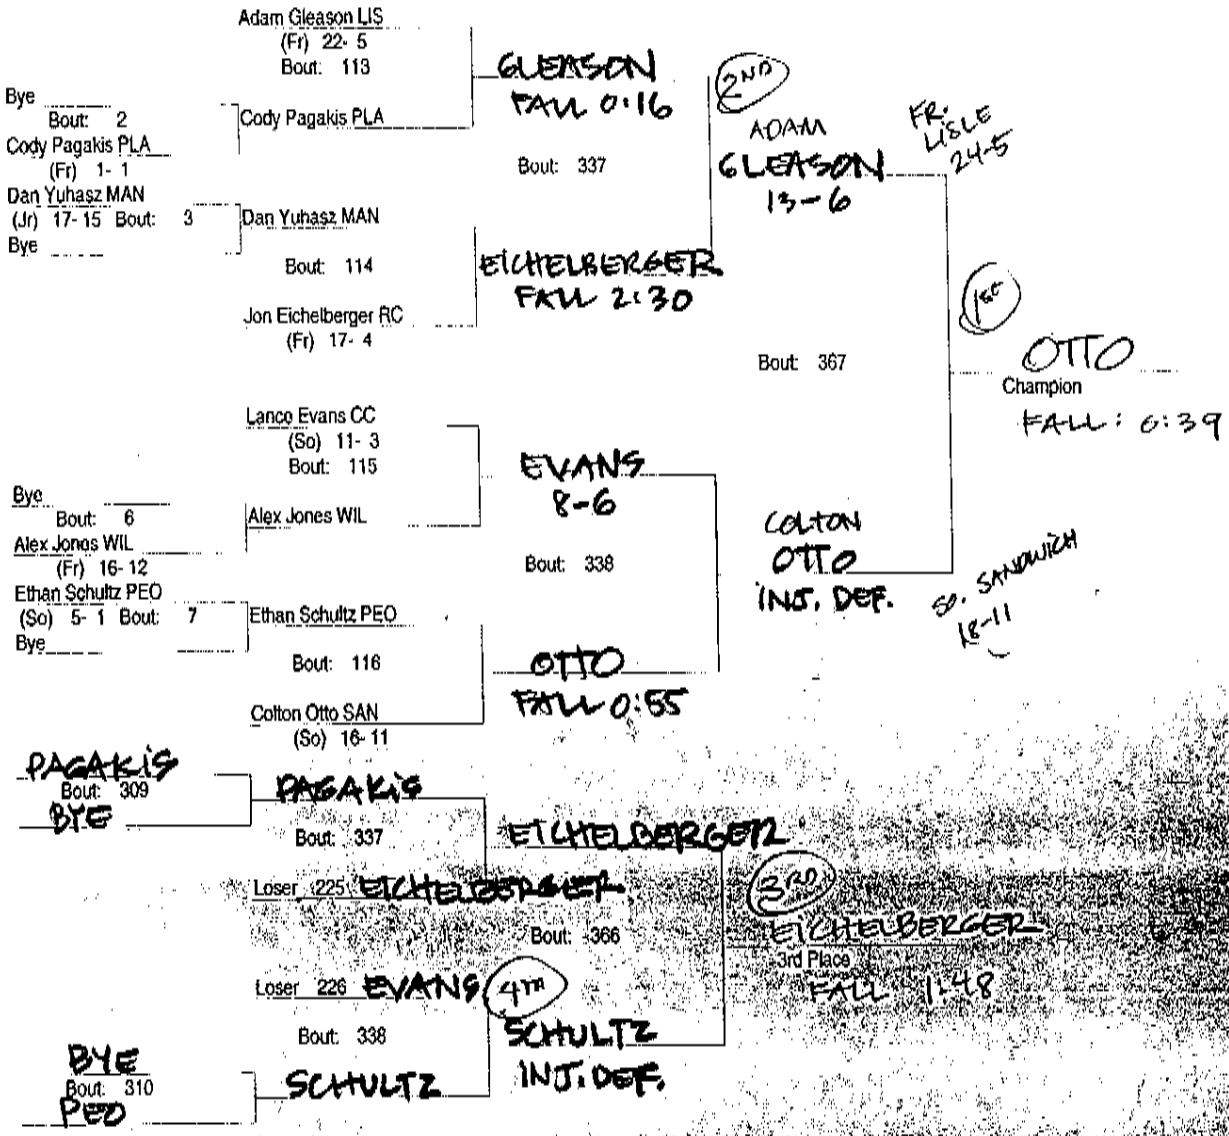 Adam Gleason LIS
(Fr) 22- 5
Bout: 113
GLEASON
FALL 0:16
2ND
Bye
Bout: 2
Cody Pagakis PLA
Cody Pagakis PLA
(Fr) 1- 1
Bout: 337
ADAM
GLEASON
13-6
FR.
LISLE
24-5
Dan Yuhasz MAN
(Jr) 17- 15 Bout: 3
Bye
Dan Yuhasz MAN
Bout: 114
EICHELBERGER
FALL 2:30
Jon Eichelberger RC
(Fr) 17- 4
1st
Bout: 367
OTTO
Champion
FALL: 0:39
Lance Evans CC
(So) 11- 3
Bout: 115
EVANS
8-6
Bye
Bout: 6
Alex Jones WIL
Alex Jones WIL
(Fr) 16- 12
Bout: 338
COLTON
OTTO
INJ. DEF.
SO. SANDWICH
18-11
Ethan Schultz PEO
(So) 5- 1 Bout: 7
Bye
Ethan Schultz PEO
Bout: 116
OTTO
FALL 0:55
Colton Otto SAN
(So) 16- 11
PAGAKIS
Bout: 309
BYE
PAGAKIS
Bout: 337
EICHELBERGER
Loser 225 EICHELBERGER
3RD
Bout: 366
EICHELBERGER
3rd Place
FALL 1:48
Loser 226 EVANS
4TH
Bout: 338
SCHULTZ
INJ. DEF.
BYE
Bout: 310
PEO
SCHULTZ